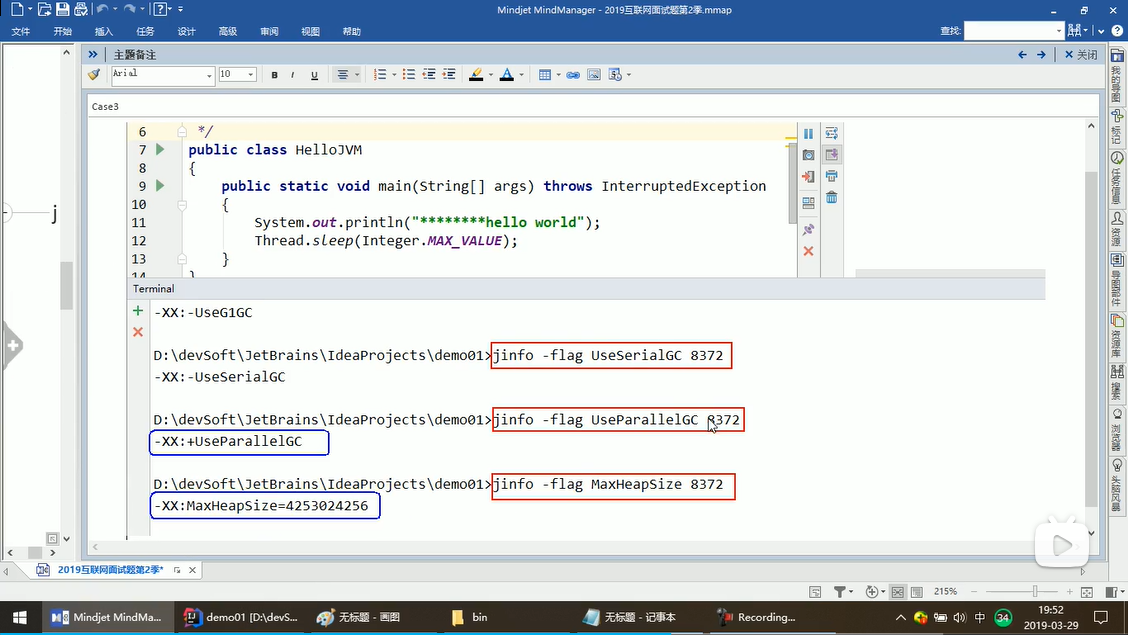 Mindjet MindManager - 2019互联网面试题第2季.mmap
文件 开始 插入 任务 设计 高级 审阅 视图 帮助
查找:
主题备注
关闭
Arial 10 B I U A
Case3
6 */
7 public class HelloJVM
8 {
9 public static void main(String[] args) throws InterruptedException
10 {
11 System.out.println("********hello world");
12 Thread.sleep(Integer.MAX_VALUE);
13 }
14 }
j
Terminal
-XX:-UseG1GC
D:\devSoft\JetBrains\IdeaProjects\demo01>jinfo -flag UseSerialGC 8372
-XX:-UseSerialGC
D:\devSoft\JetBrains\IdeaProjects\demo01>jinfo -flag UseParallelGC 8372
-XX:+UseParallelGC
D:\devSoft\JetBrains\IdeaProjects\demo01>jinfo -flag MaxHeapSize 8372
-XX:MaxHeapSize=4253024256
我的导图
标记
任务信息
资源
导图部件
资源库
搜索
浏览器
头脑风暴
2019互联网面试题第2季*
215%
Mindjet MindMa...
demo01 [D:\devS...
无标题 - 画图
bin
无标题 - 记事本
Recording...
中
34
19:52
2019-03-29